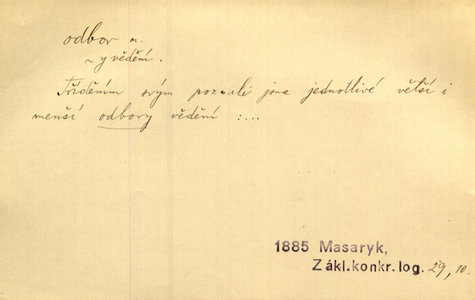 odbor m.
~y vědění.
Tříděním svým poznali jsme jednotlivé větší i
menší odbory vědění :...
1885 Masaryk,
Zákl.konkr.log. 29, 10.